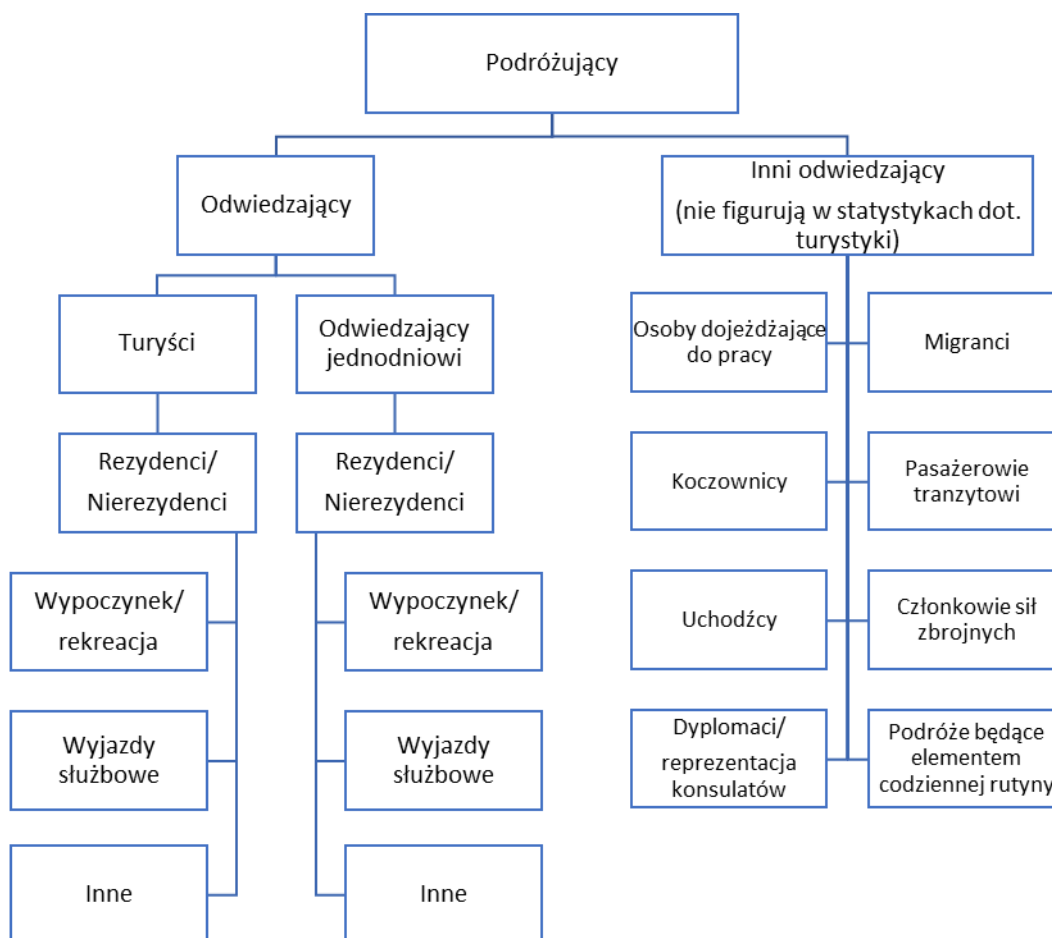 Podróżujący
Odwiedzający
Inni odwiedzający
(nie figurują w statystykach dot.
turystyki)
Turyści
Odwiedzający
jednodniowi
Rezydenci/
Nierezydenci
Rezydenci/
Nierezydenci
Wypoczynek/
rekreacja
Wypoczynek/
rekreacja
Wyjazdy
służbowe
Wyjazdy
służbowe
Inne
Inne
Osoby dojeżdżające
do pracy
Migranci
Koczownicy
Pasażerowie
tranzytowi
Uchodźcy
Członkowie sił
zbrojnych
Dyplomaci/
reprezentacja
konsulatów
Podróże będące
elementem
codziennej rutyny